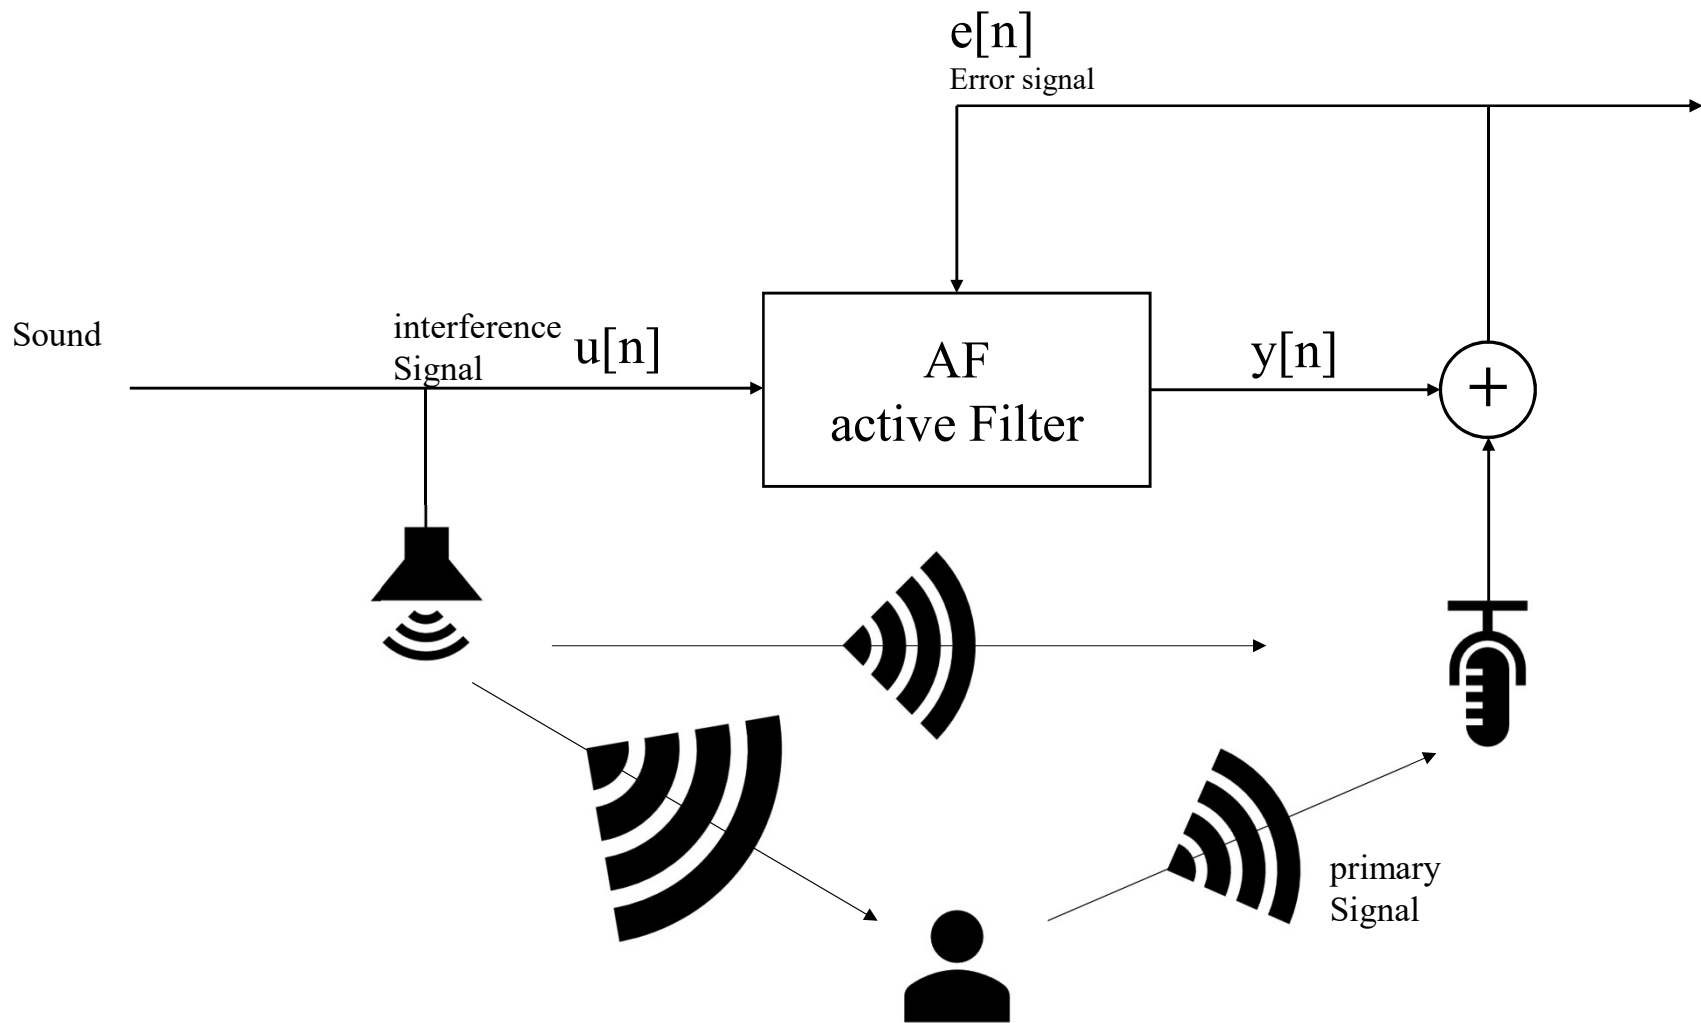 e[n]
Error signal
Sound
interference
Signal
u[n]
AF
active Filter
y[n]
+
primary
Signal